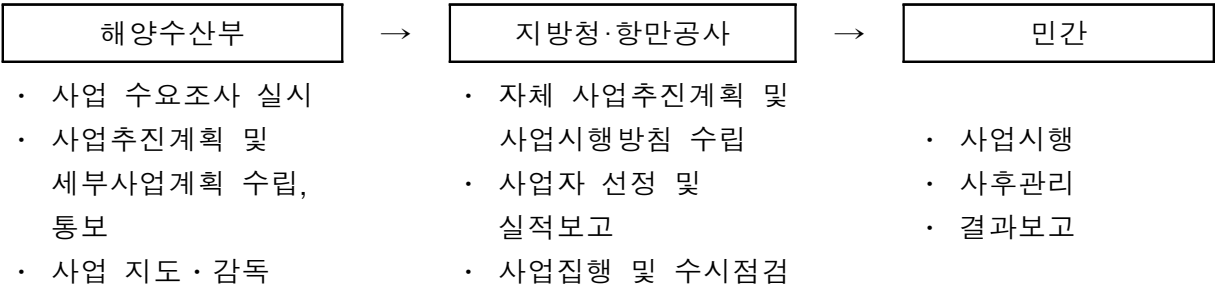 해양수산부 → 지방청·항만공사 → 민간
· 사업 수요조사 실시
· 사업추진계획 및
세부사업계획 수립,
통보
· 사업 지도·감독
· 자체 사업추진계획 및
사업시행방침 수립
· 사업자 선정 및
실적보고
· 사업집행 및 수시점검
· 사업시행
· 사후관리
· 결과보고